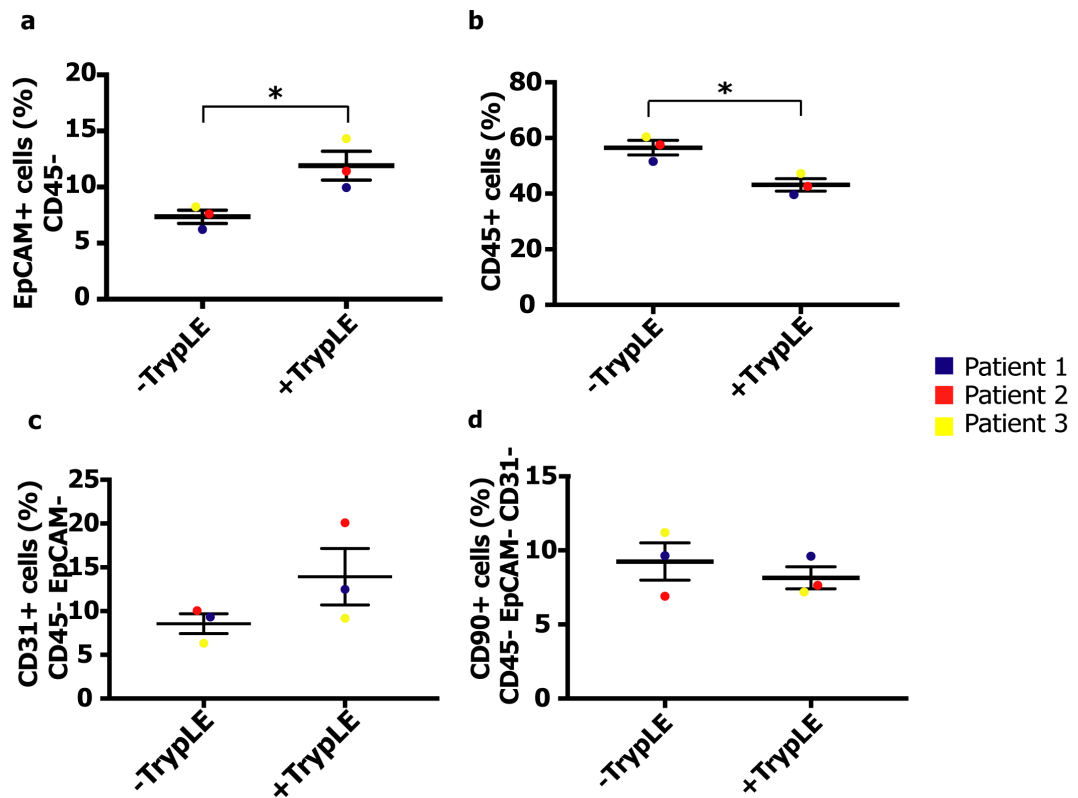 a
EpCAM+ cells (%)
CD45-
20
15
10
5
0
*
-TrypLE
+TrypLE
b
CD45+ cells (%)
80
60
40
20
0
*
-TrypLE
+TrypLE
Patient 1
Patient 2
Patient 3
c
CD31+ cells (%)
CD45- EpCAM-
25
20
15
10
5
0
-TrypLE
+TrypLE
d
CD90+ cells (%)
CD45- EpCAM- CD31-
15
10
5
0
-TrypLE
+TrypLE